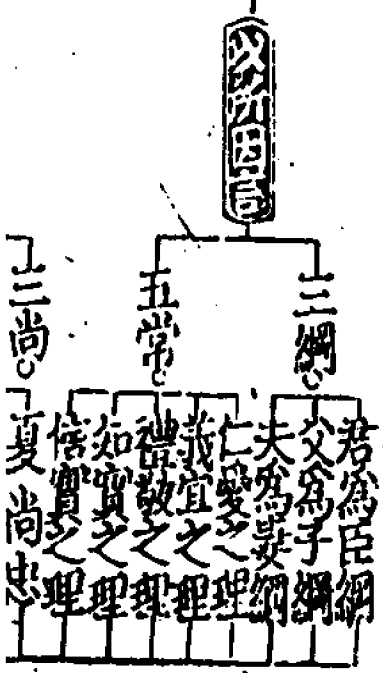 以所因言
三綱
君為臣綱
父為子綱
夫為妻綱
五常
仁愛之理
義宜之理
禮敬之理
知實之理
信實之理
三尚
夏尚忠